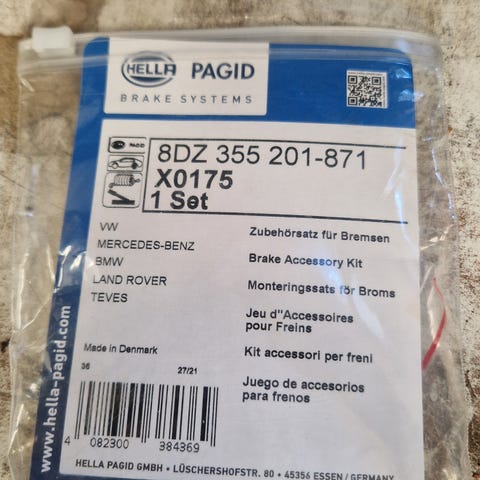 HELLA PAGID
BRAKE SYSTEMS
8DZ 355 201-871
X0175
1 Set
VW
MERCEDES-BENZ
BMW
LAND ROVER
TEVES
Zubehörsatz für Bremsen
Brake Accessory Kit
Monteringssats för Broms
Jeu d"Accessoires
pour Freins
Kit accessori per freni
Juego de accesorios
para frenos
Made in Denmark
36 27/21
4 082300 384369
www.hella-pagid.com
HELLA PAGID GMBH • LÜSCHERSHOFSTR. 80 • 45356 ESSEN / GERMANY